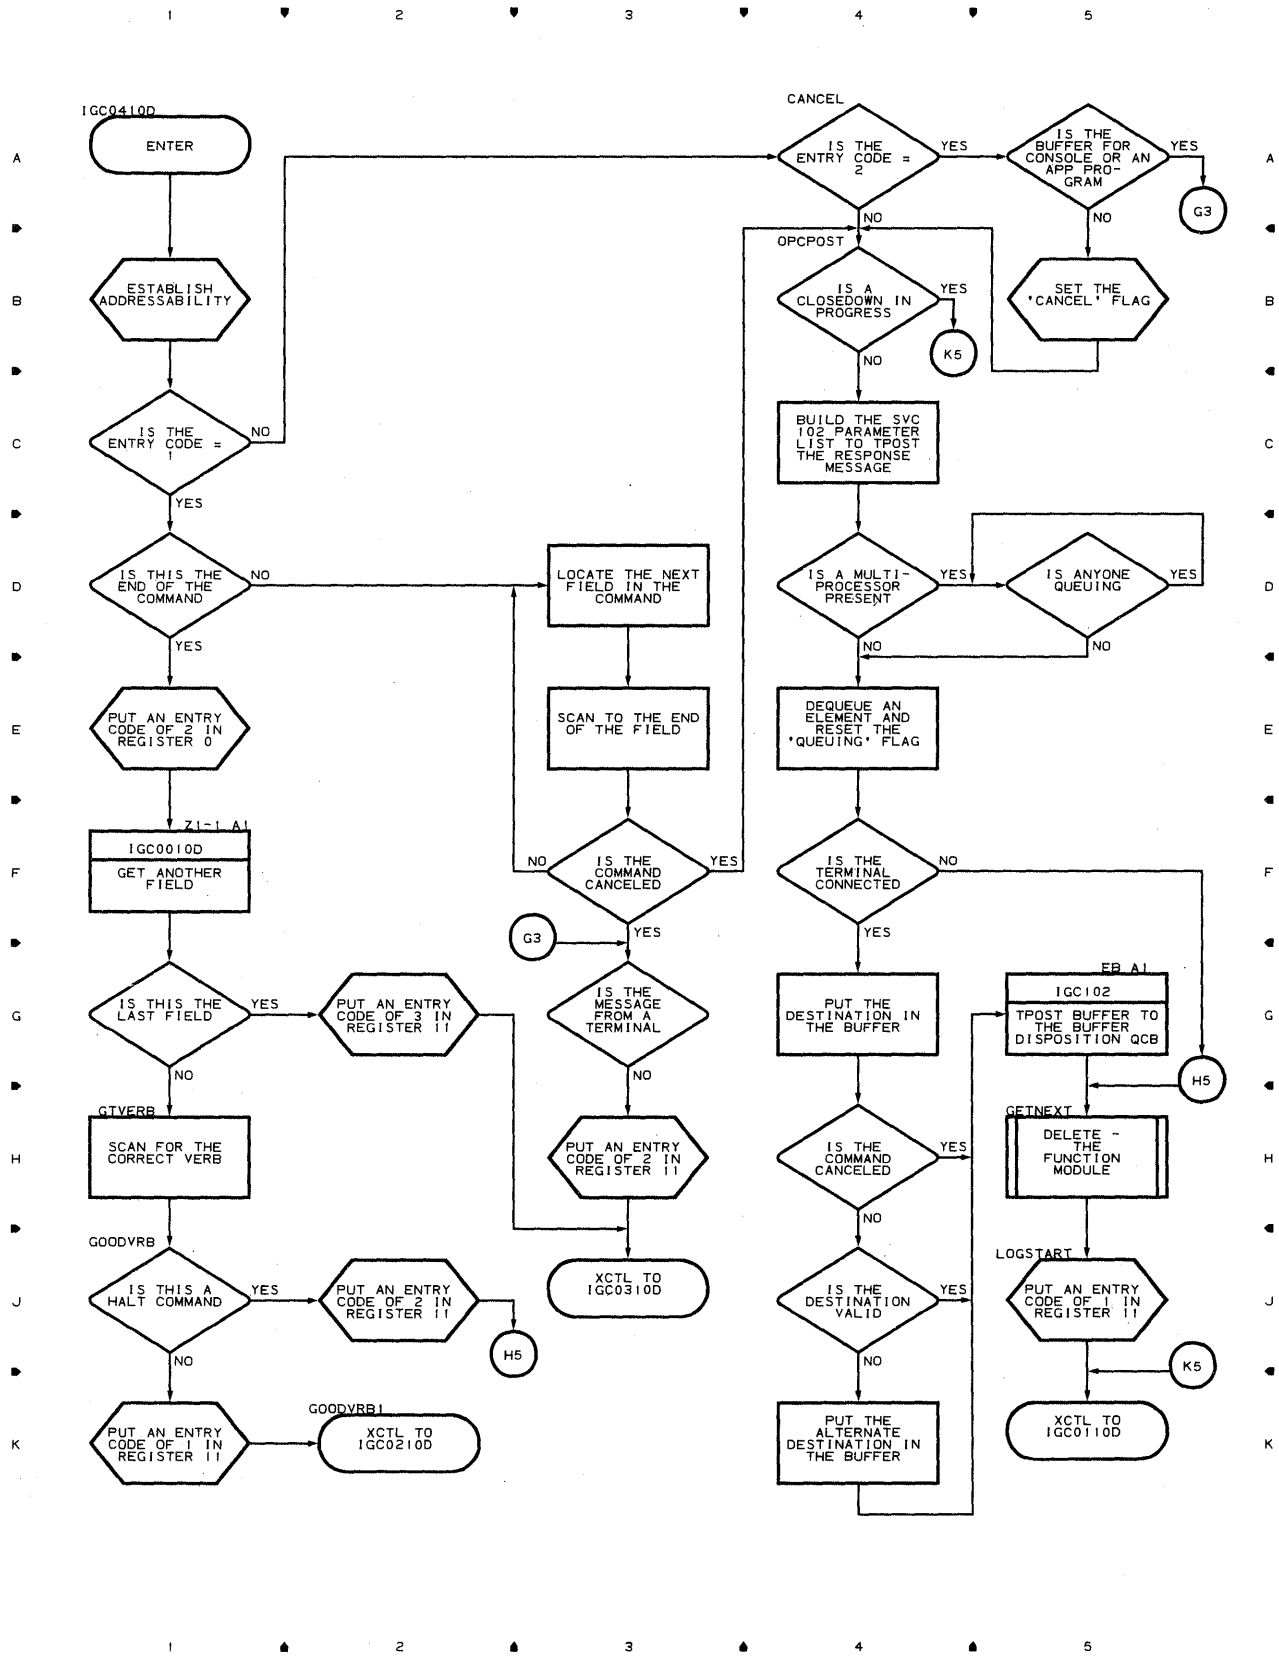 1 2 3 4 5
IGC0410D
ENTER
CANCEL
IS THE
ENTRY CODE =
2
YES
NO
IS THE
BUFFER FOR
CONSOLE OR AN
APP PRO-
GRAM
YES
NO
G3
A
A
ESTABLISH
ADDRESSABILITY
OPCPOST
IS A
CLOSEDOWN IN
PROGRESS
YES
NO
K5
SET THE
'CANCEL' FLAG
B
B
IS THE
ENTRY CODE =
1
NO
YES
BUILD THE SVC
102 PARAMETER
LIST TO TPOST
THE RESPONSE
MESSAGE
C
C
IS THIS THE
END OF THE
COMMAND
NO
YES
LOCATE THE NEXT
FIELD IN THE
COMMAND
IS A MULTI-
PROCESSOR
PRESENT
YES
NO
IS ANYONE
QUEUING
YES
NO
D
D
PUT AN ENTRY
CODE OF 2 IN
REGISTER 0
SCAN TO THE END
OF THE FIELD
DEQUEUE AN
ELEMENT AND
RESET THE
'QUEUING' FLAG
E
E
Z1-1 A1
IGC0010D
GET ANOTHER
FIELD
NO
IS THE
COMMAND
CANCELED
YES
YES
IS THE
TERMINAL
CONNECTED
NO
YES
F
F
G3
IS THIS THE
LAST FIELD
YES
NO
PUT AN ENTRY
CODE OF 3 IN
REGISTER 11
IS THE
MESSAGE
FROM A
TERMINAL
NO
PUT THE
DESTINATION IN
THE BUFFER
EB A1
IGC102
TPOST BUFFER TO
THE BUFFER
DISPOSITION QCB
H5
G
G
GTVERB
SCAN FOR THE
CORRECT VERB
PUT AN ENTRY
CODE OF 2 IN
REGISTER 11
IS THE
COMMAND
CANCELED
YES
NO
GETNEXT
DELETE -
THE
FUNCTION
MODULE
H
H
GOODVRB
IS THIS A
HALT COMMAND
YES
NO
PUT AN ENTRY
CODE OF 2 IN
REGISTER 11
H5
XCTL TO
IGC0310D
IS THE
DESTINATION
VALID
YES
NO
LOGSTART
PUT AN ENTRY
CODE OF 1 IN
REGISTER 11
K5
J
J
PUT AN ENTRY
CODE OF 1 IN
REGISTER 11
GOODVRB1
XCTL TO
IGC0210D
PUT THE
ALTERNATE
DESTINATION IN
THE BUFFER
XCTL TO
IGC0110D
K
K
1 2 3 4 5